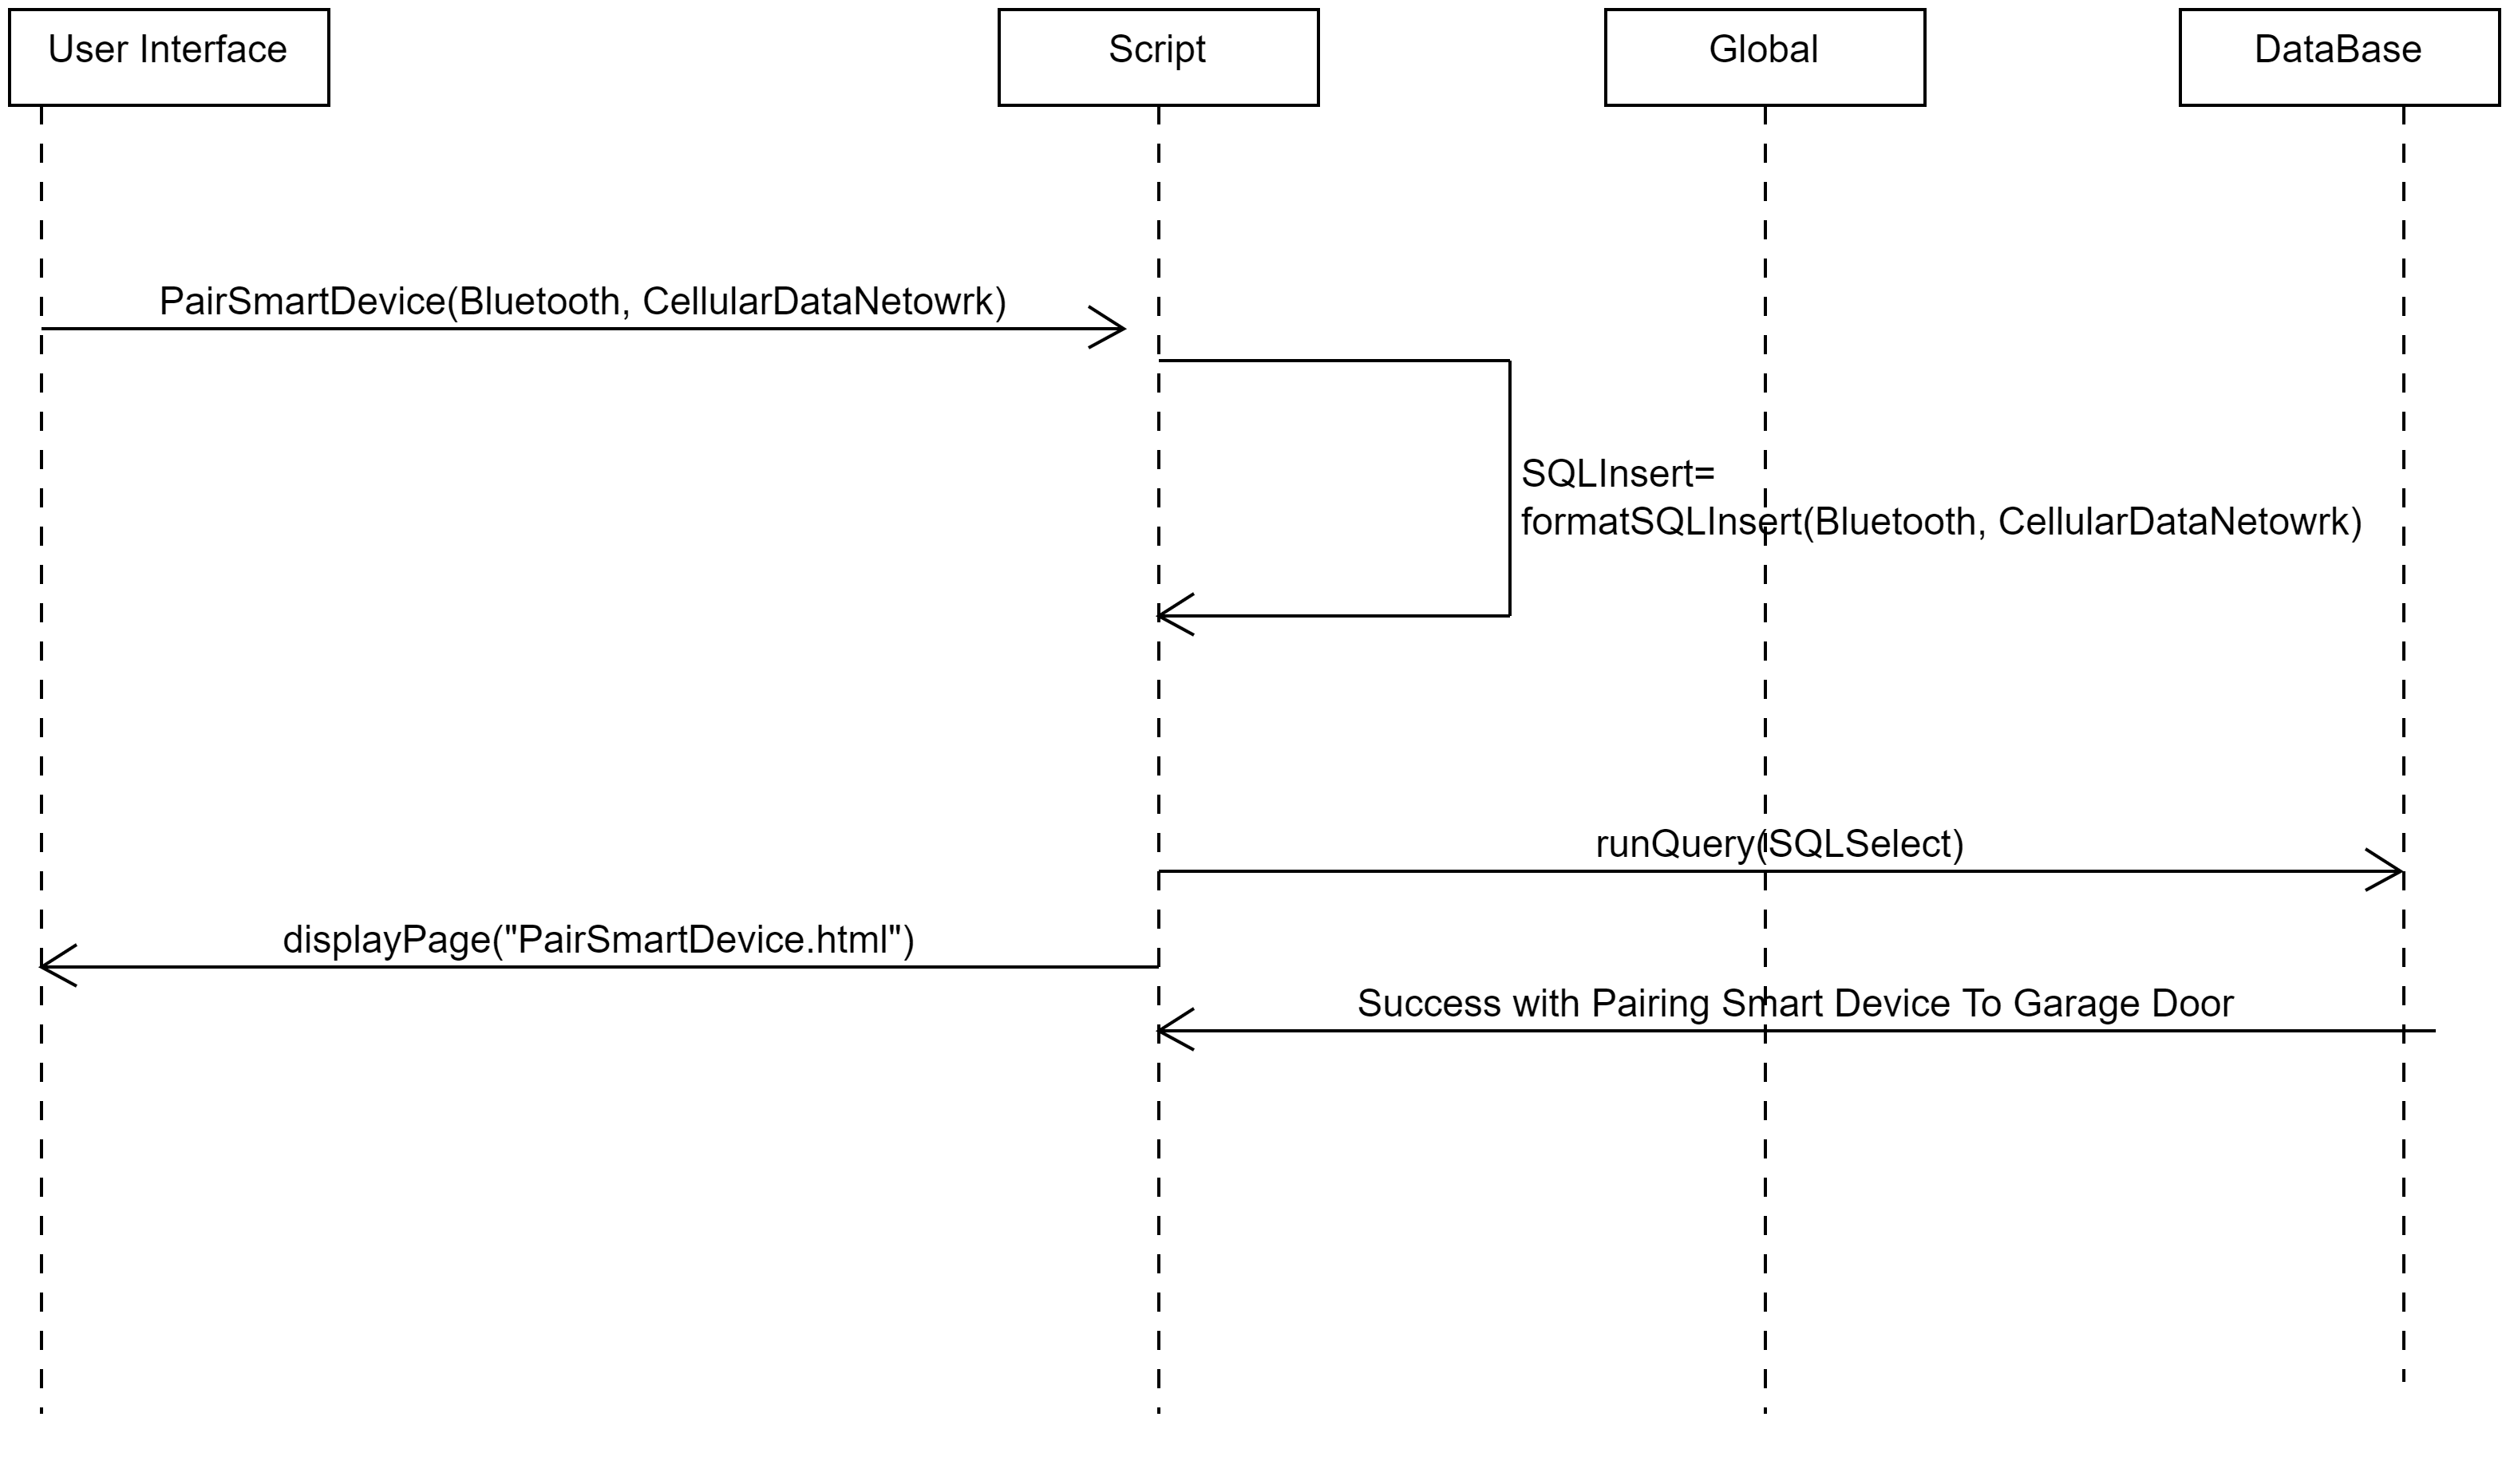 User Interface
Script
Global
DataBase
PairSmartDevice(Bluetooth, CellularDataNetowrk)
SQLInsert=
formatSQLInsert(Bluetooth, CellularDataNetowrk)
runQuery(SQLSelect)
displayPage("PairSmartDevice.html")
Success with Pairing Smart Device To Garage Door